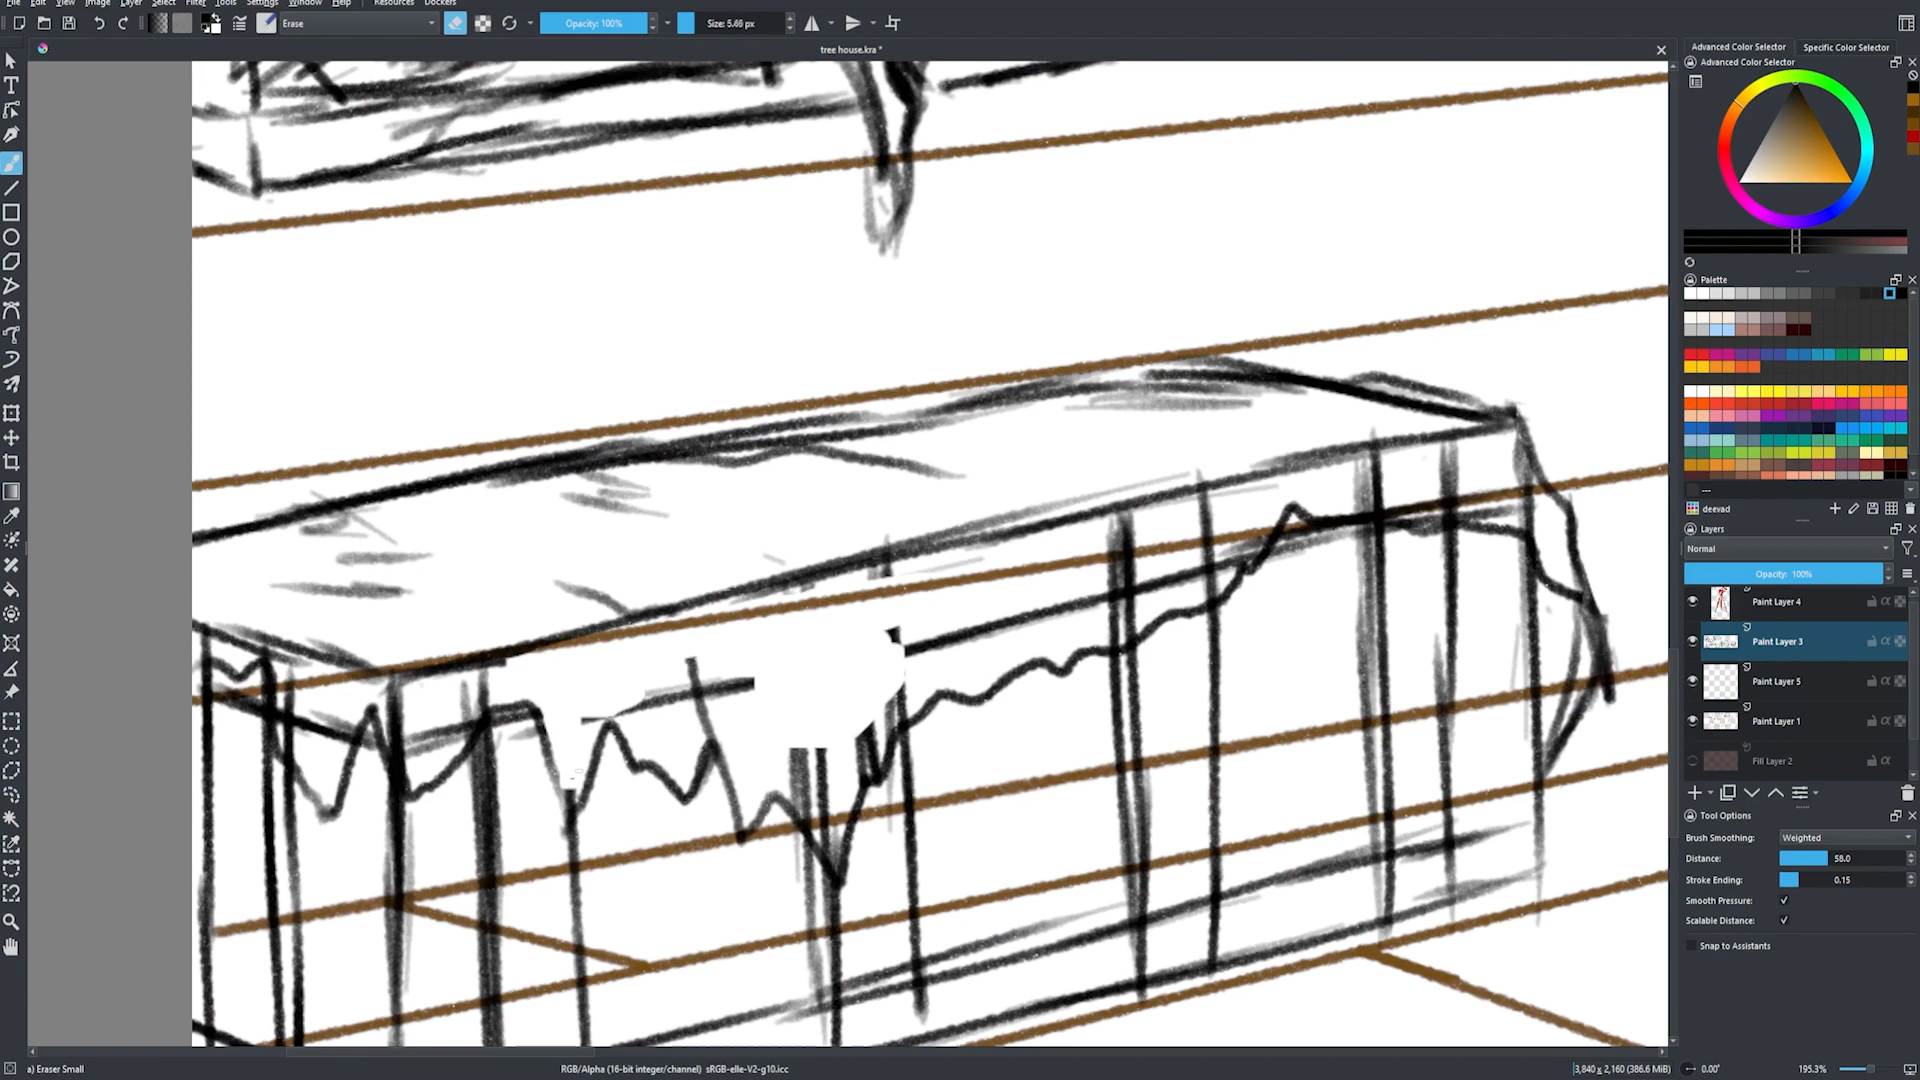 File Edit View Image Layer Select Filter Tools Settings Window Help Resources Dockers
Erase Opacity: 100% Size: 5.69 px
tree house.kra *
Advanced Color Selector Specific Color Selector
Advanced Color Selector
Palette
---
deevad
Layers
Normal
Opacity: 100%
Paint Layer 4
Paint Layer 3
Paint Layer 5
Paint Layer 1
Fill Layer 2
Tool Options
Brush Smoothing: Weighted
Distance: 58.0
Stroke Ending: 0.15
Smooth Pressure:
Scalable Distance:
Snap to Assistants
a) Eraser Small RGB/Alpha (16-bit integer/channel) sRGB-elle-V2-g10.icc 3,840 x 2,160 (386.6 MiB) 0.00° 195.3%